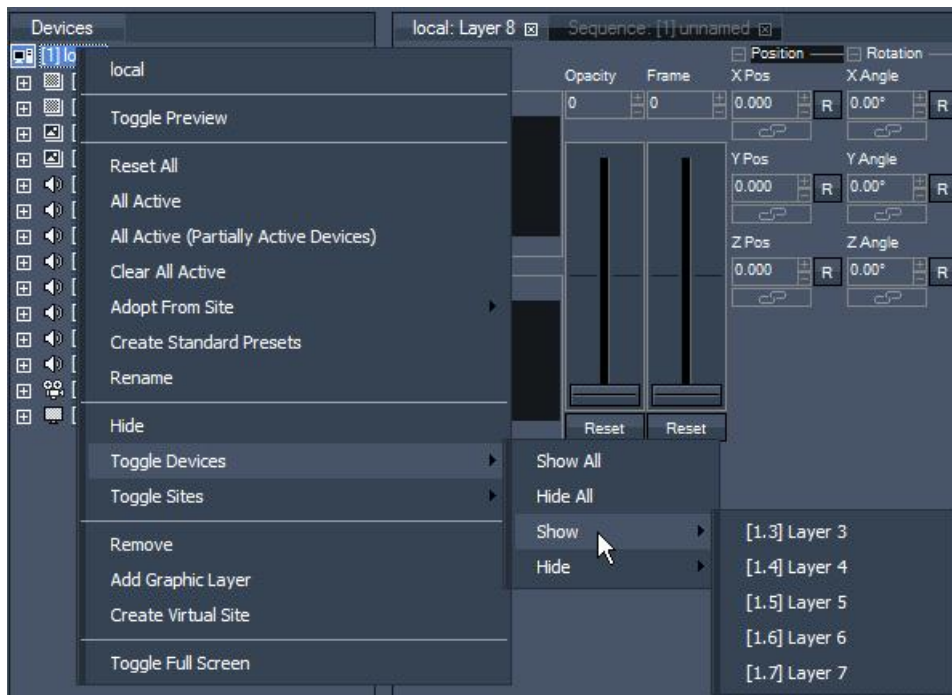 Devices
local: Layer 8
Sequence: [1] unnamed
[1] lo
local
Toggle Preview
Reset All
All Active
All Active (Partially Active Devices)
Clear All Active
Adopt From Site
Create Standard Presets
Rename
Hide
Toggle Devices
Toggle Sites
Remove
Add Graphic Layer
Create Virtual Site
Toggle Full Screen
Show All
Hide All
Show
Hide
[1.3] Layer 3
[1.4] Layer 4
[1.5] Layer 5
[1.6] Layer 6
[1.7] Layer 7
Opacity Frame
0 0
Reset Reset
Position Rotation
X Pos X Angle
0.000 R 0.00° R
Y Pos Y Angle
0.000 R 0.00° R
Z Pos Z Angle
0.000 R 0.00° R